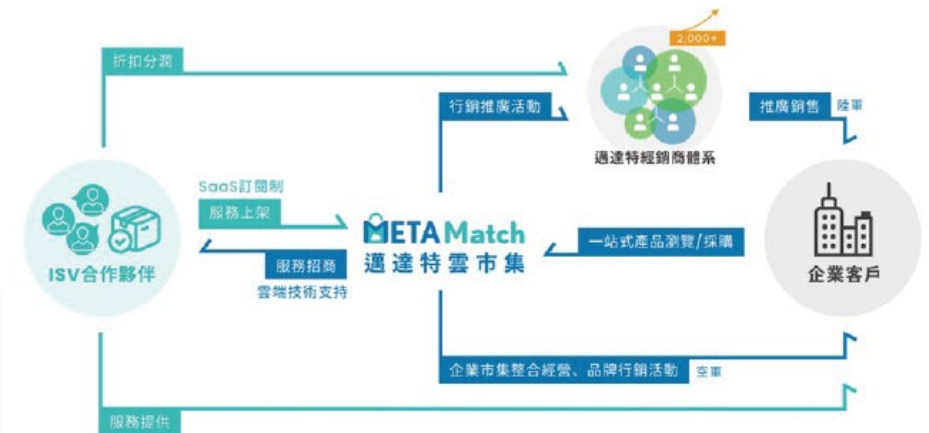 2,000+
折扣分潤
行銷推廣活動
推廣銷售 陸軍
邁達特經銷商體系
SaaS訂閱制
服務上架
METAMatch
邁達特雲市集
一站式產品瀏覽/採購
服務招商
雲端技術支持
ISV合作夥伴
企業客戶
企業市集整合經營、品牌行銷活動 空軍
服務提供